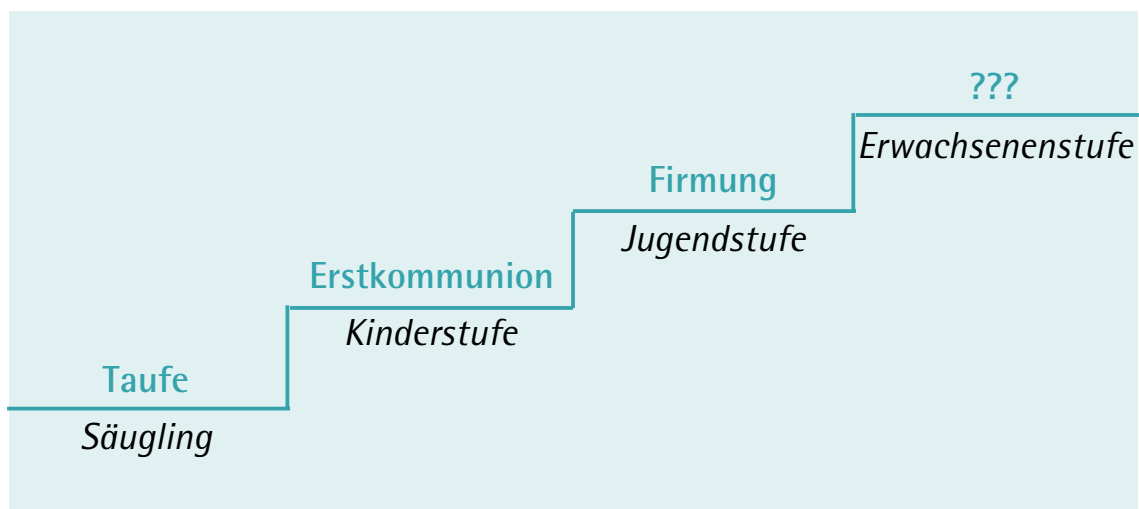 ???
Erwachsenenstufe
Firmung
Jugendstufe
Erstkommunion
Kinderstufe
Taufe
Säugling